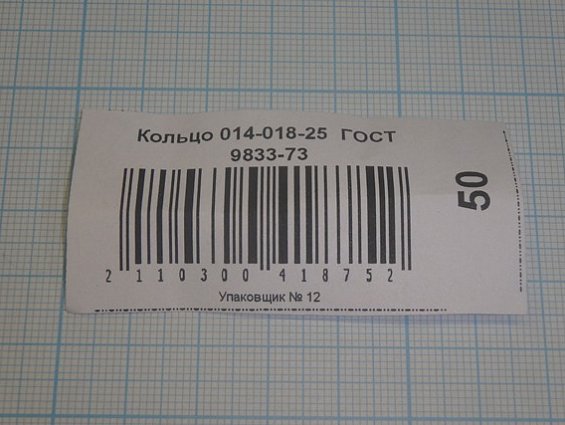 Кольцо 014-018-25 ГОСТ
9833-73
50
2 110300 418752
Упаковщик № 12